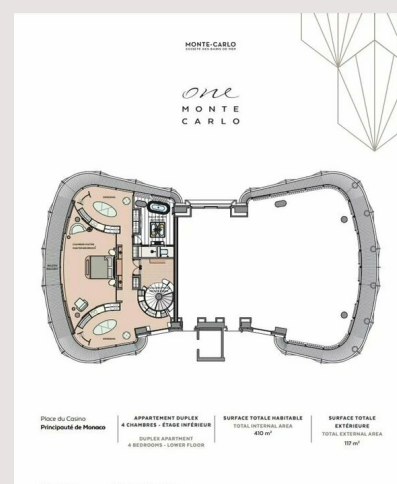 MONTE-CARLO
SOCIÉTÉ DES BAINS DE MER
one
MONTE
CARLO
Place du Casino
Principauté de Monaco
APPARTEMENT DUPLEX
4 CHAMBRES - ÉTAGE INFÉRIEUR
DUPLEX APARTMENT
4 BEDROOMS - LOWER FLOOR
SURFACE TOTALE HABITABLE
TOTAL INTERNAL AREA
410 m²
SURFACE TOTALE
EXTÉRIEURE
TOTAL EXTERNAL AREA
117 m²